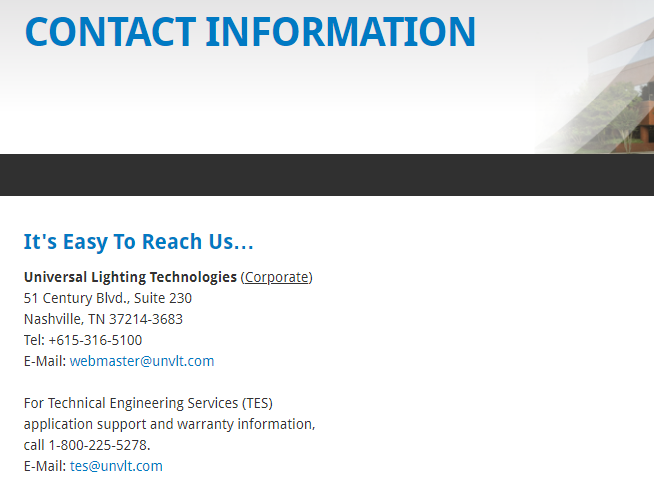 CONTACT INFORMATION
It's Easy To Reach Us...
Universal Lighting Technologies (Corporate)
51 Century Blvd., Suite 230
Nashville, TN 37214-3683
Tel: +615-316-5100
E-Mail: webmaster@unvlt.com
For Technical Engineering Services (TES)
application support and warranty information,
call 1-800-225-5278.
E-Mail: tes@unvlt.com